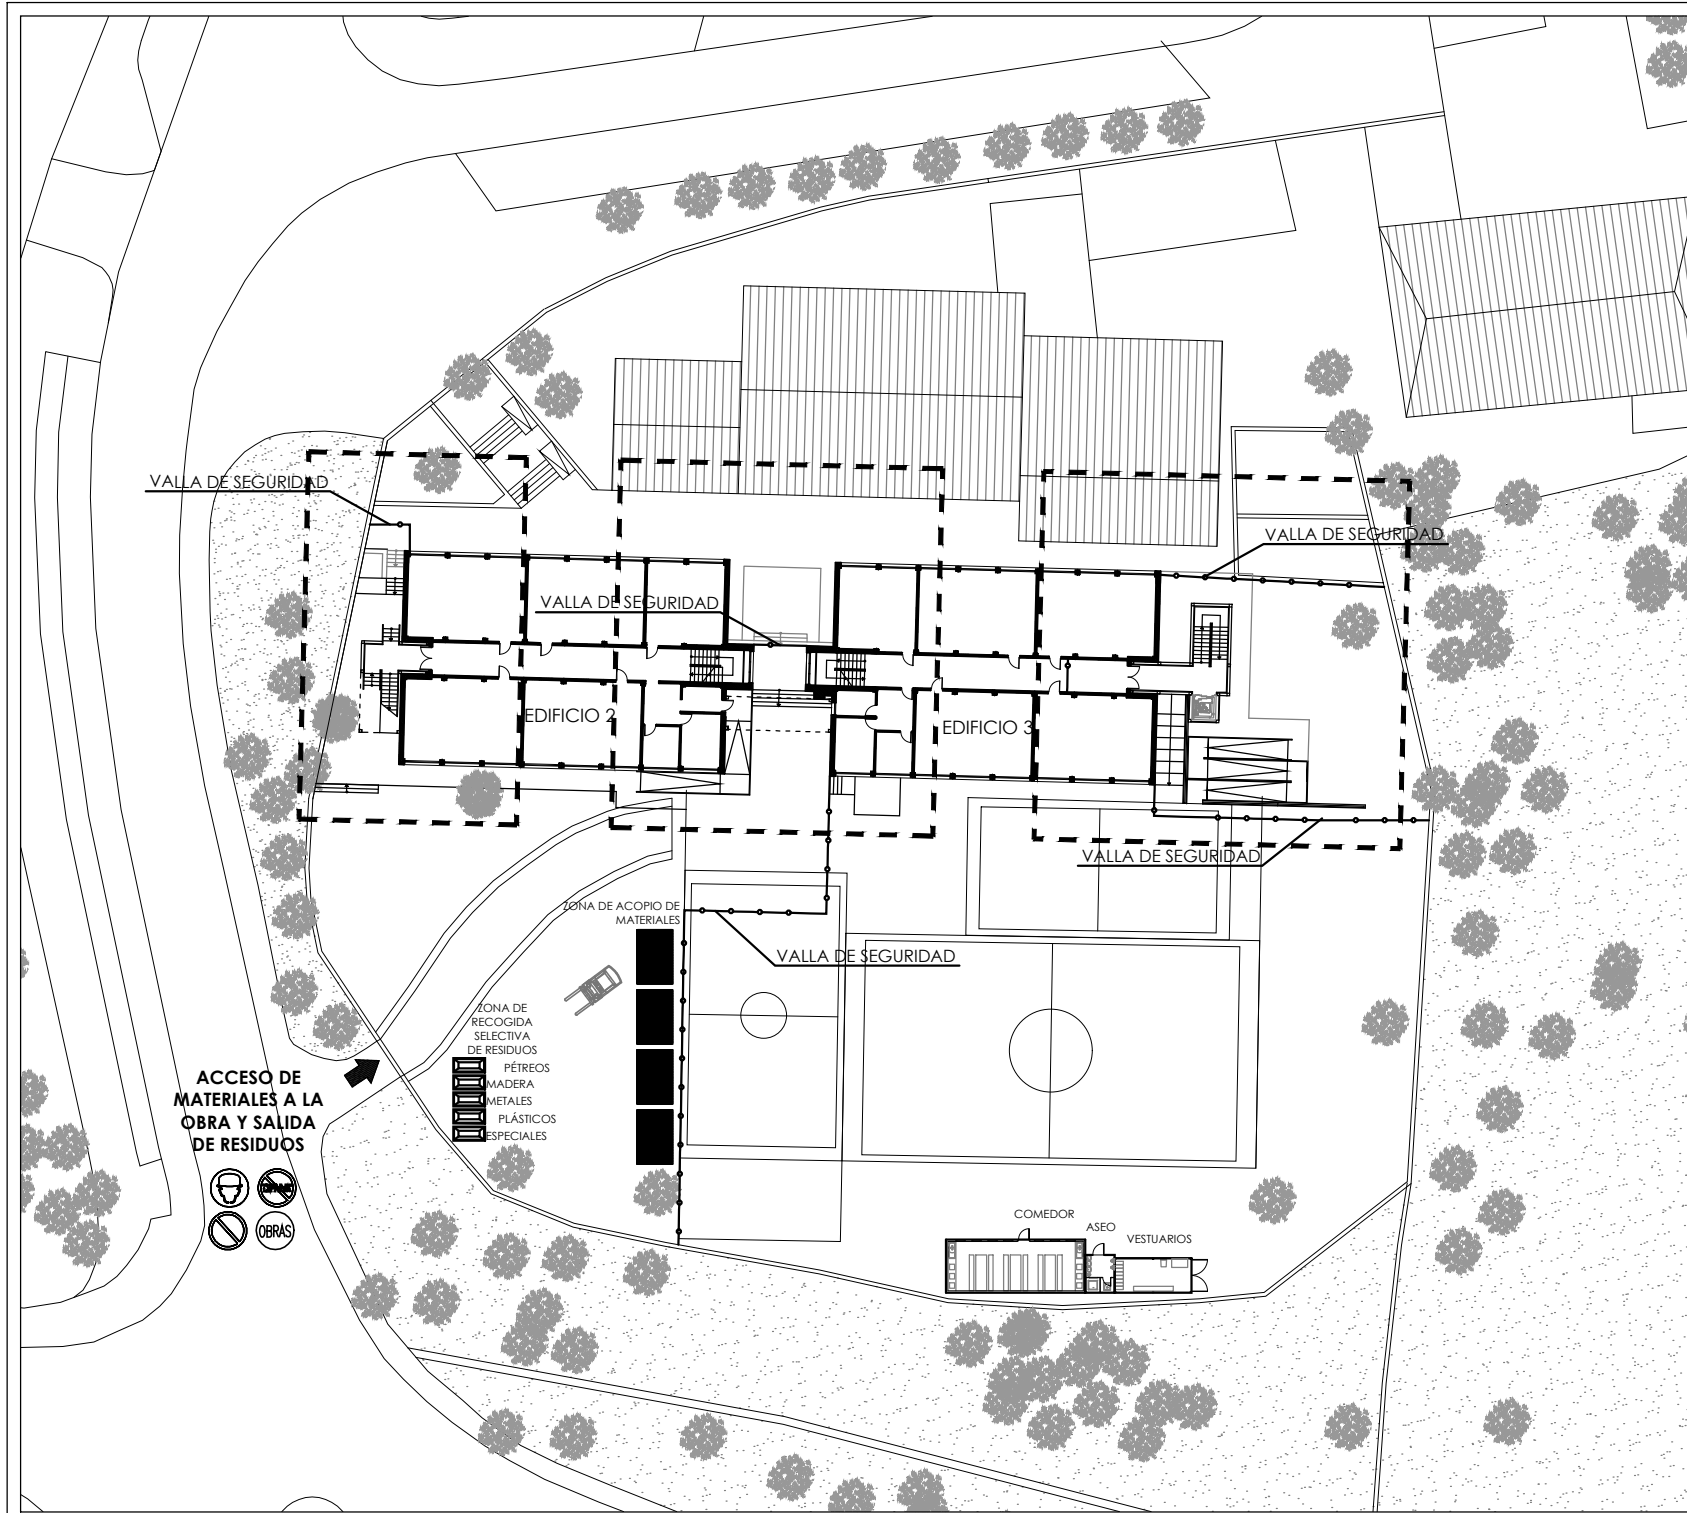 VALLA DE SEGURIDAD
VALLA DE SEGURIDAD
VALLA DE SEGURIDAD
EDIFICIO 2
EDIFICIO 3
VALLA DE SEGURIDAD
ZONA DE ACOPIO DE
MATERIALES
VALLA DE SEGURIDAD
ZONA DE
RECOGIDA
SELECTIVA
DE RESIDUOS
PÉTREOS
MADERA
METALES
PLÁSTICOS
ESPECIALES
ACCESO DE
MATERIALES A LA
OBRA Y SALIDA
DE RESIDUOS
OBRAS
COMEDOR
ASEO
VESTUARIOS